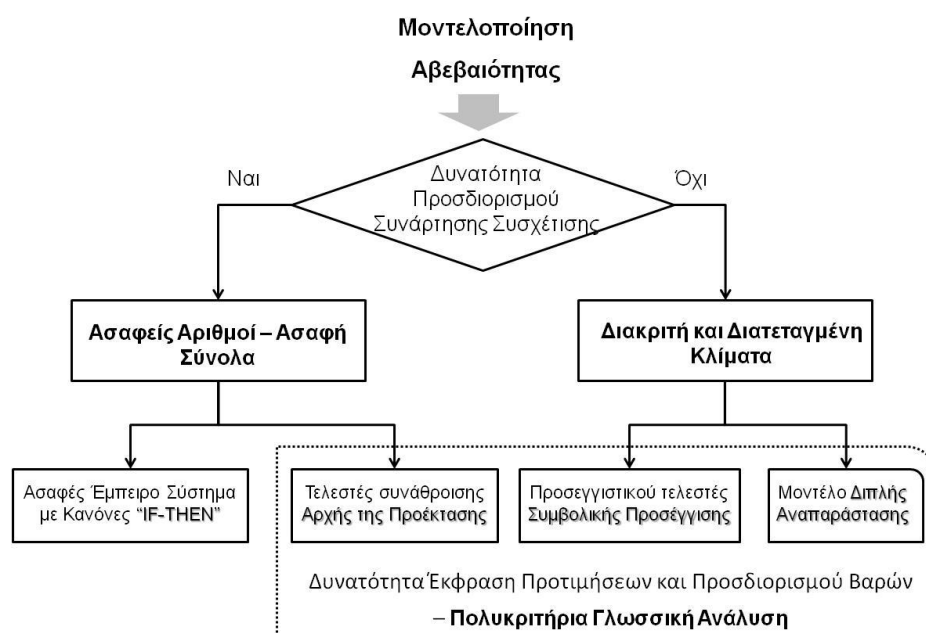 Μοντελοποίηση
Αβεβαιότητας
Δυνατότητα
Προσδιορισμού
Συνάρτησης Συσχέτισης
Ναι
Όχι
Ασαφείς Αριθμοί – Ασαφή
Σύνολα
Διακριτή και Διατεταγμένη
Κλίματα
Ασαφές Έμπειρο Σύστημα
με Κανόνες “IF-THEN”
Τελεστές συνάθροισης
Αρχής της Προέκτασης
Προσεγγιστικού τελεστές
Συμβολικής Προσέγγισης
Μοντέλο Διπλής
Αναπαράστασης
Δυνατότητα Έκφραση Προτιμήσεων και Προσδιορισμού Βαρών
– Πολυκριτήρια Γλωσσική Ανάλυση